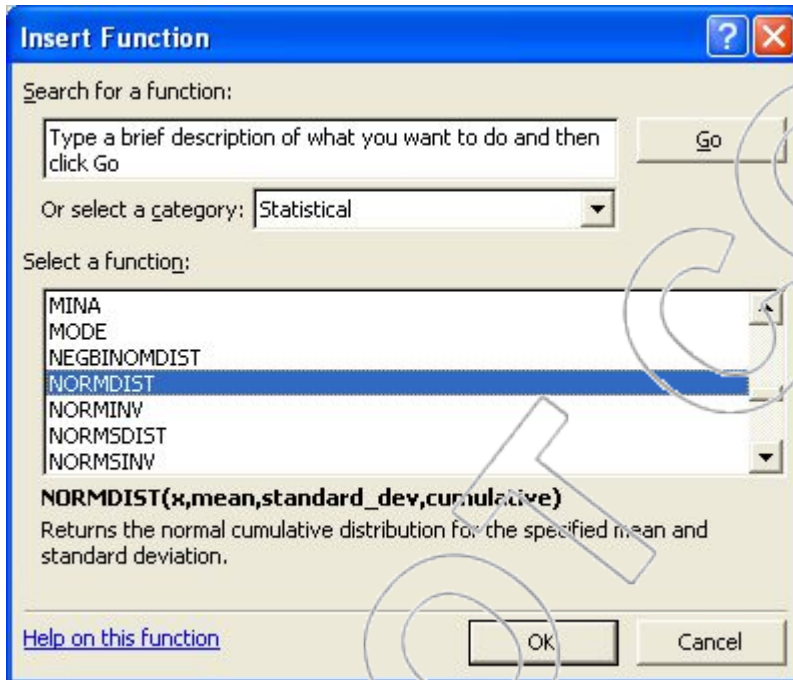 Insert Function
Search for a function:
Type a brief description of what you want to do and then
click Go
Go
Or select a category: Statistical
Select a function:
MINA
MODE
NEGBINOMDIST
NORMDIST
NORMINV
NORMSDIST
NORMSINV
NORMDIST(x,mean,standard_dev,cumulative)
Returns the normal cumulative distribution for the specified mean and
standard deviation.
Help on this function
OK
Cancel